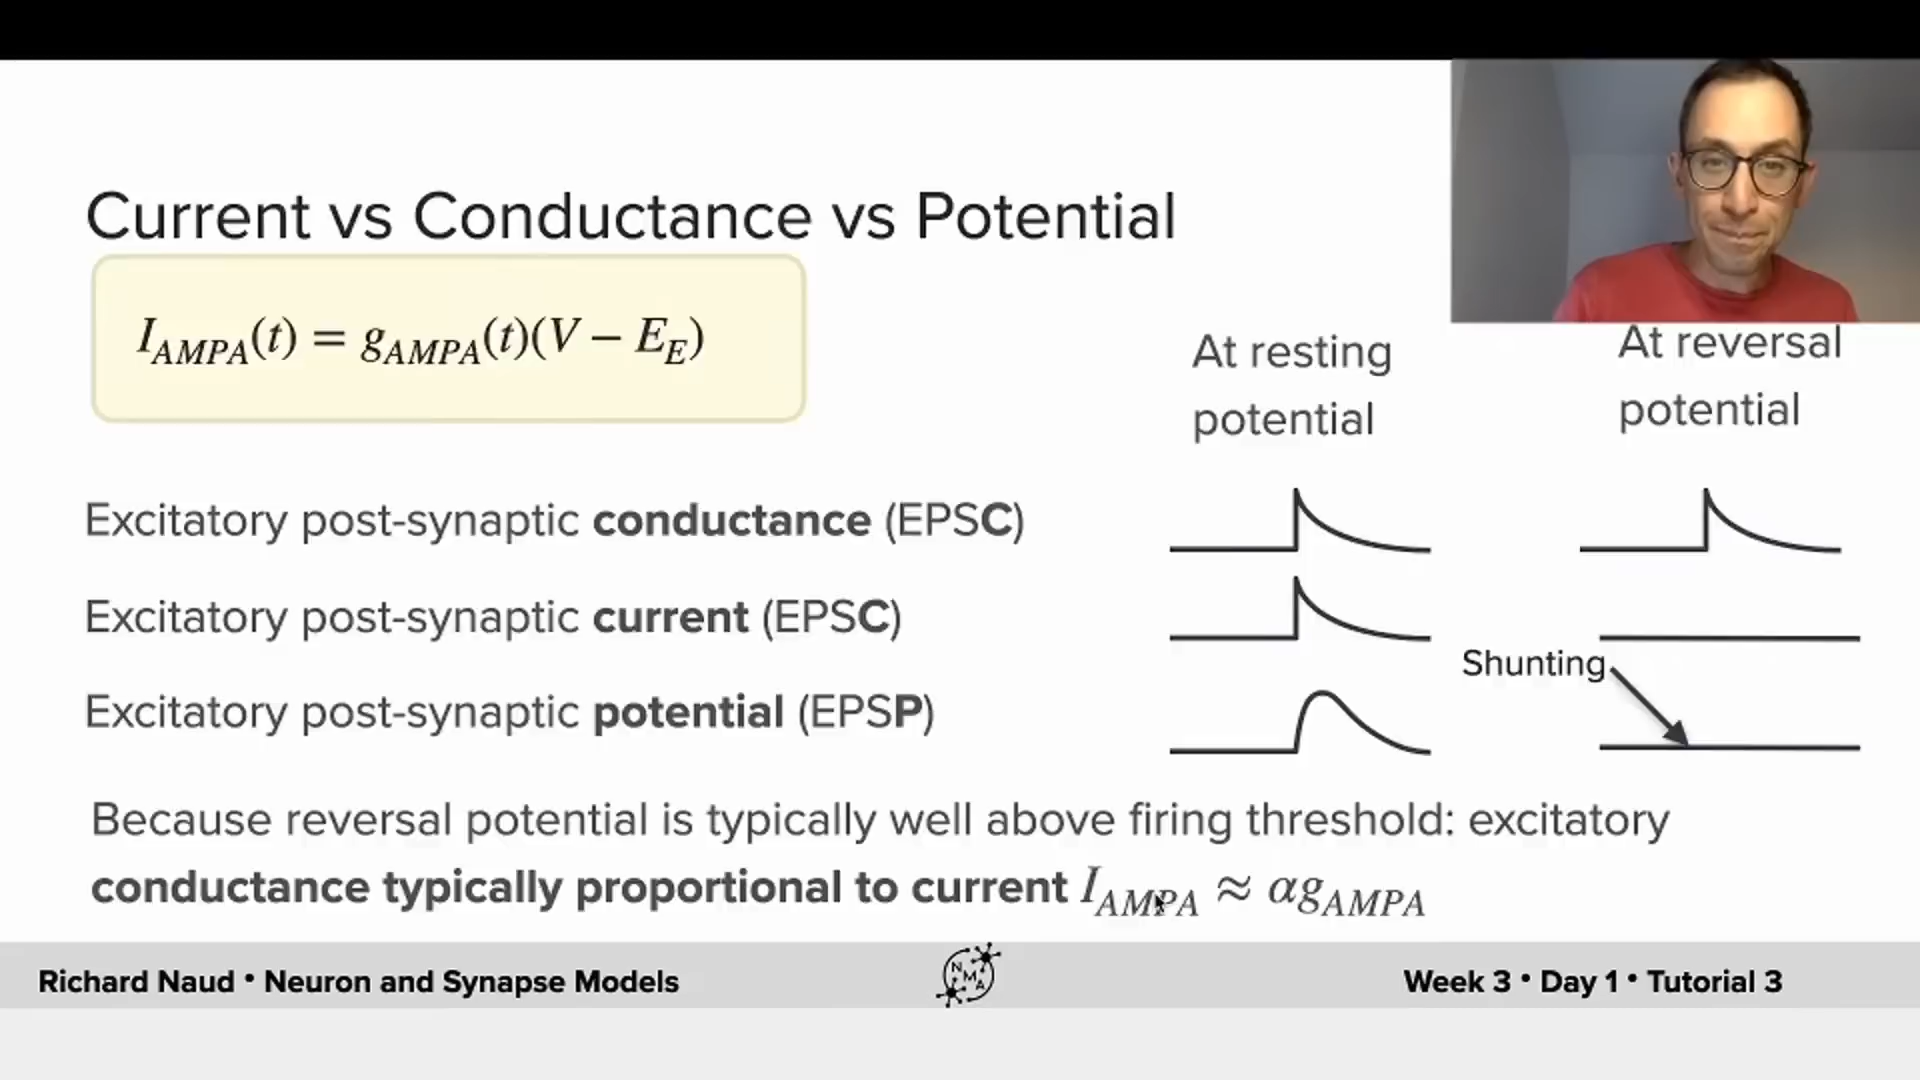 Current vs Conductance vs Potential
I_AMPA(t) = g_AMPA(t)(V − E_E)
At resting
potential
At reversal
potential
Excitatory post-synaptic conductance (EPSC)
Excitatory post-synaptic current (EPSC)
Shunting
Excitatory post-synaptic potential (EPSP)
Because reversal potential is typically well above firing threshold: excitatory
conductance typically proportional to current I_AMPA ≈ αg_AMPA
Richard Naud • Neuron and Synapse Models
NMA
Week 3 • Day 1 • Tutorial 3